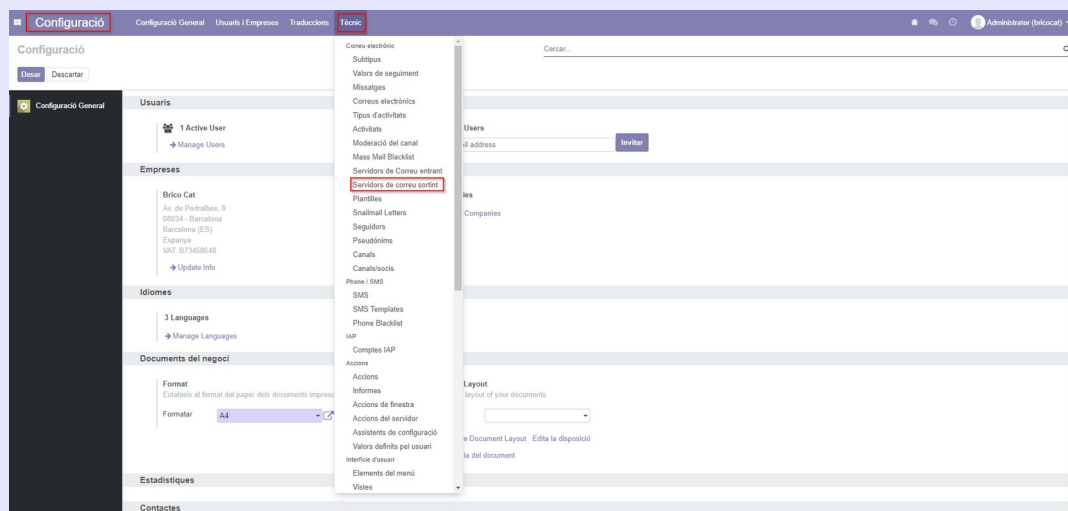 Configuració Configuració General Usuaris i Empreses Traduccions Tècnic Administrator (bricocat)
Configuració
Cercar...
Desar Descartar
Configuració General
Correu electrònic
Subtipus
Valors de seguiment
Missatges
Correus electrònics
Tipus d'activitats
Activitats
Moderació del canal
Mass Mail Blacklist
Servidors de Correu entrant
Servidors de correu sortint
Plantilles
Snailmail Letters
Seguidors
Pseudònims
Canals
Canals/socis
Phone / SMS
SMS
SMS Templates
Phone Blacklist
IAP
Comptes IAP
Accions
Accions
Informes
Accions de finestra
Accions del servidor
Assistents de configuració
Valors definits pel usuari
Interfície d'usuari
Elements del menú
Vistes
Usuaris
1 Active User
Manage Users
Users
ail address
Invitar
Empreses
Brico Cat
Av. de Pedralbes, 8
08034 - Barcelona
Barcelona (ES)
Espanya
VAT: B73458648
Update Info
ies
Companies
Idiomes
3 Languages
Manage Languages
Documents del negoci
Format
Estableix el format del paper dels documents impresc
Formatar A4
Layout
layout of your documents
e Document Layout Edita la disposició
ia del document
Estadístiques
Contactes